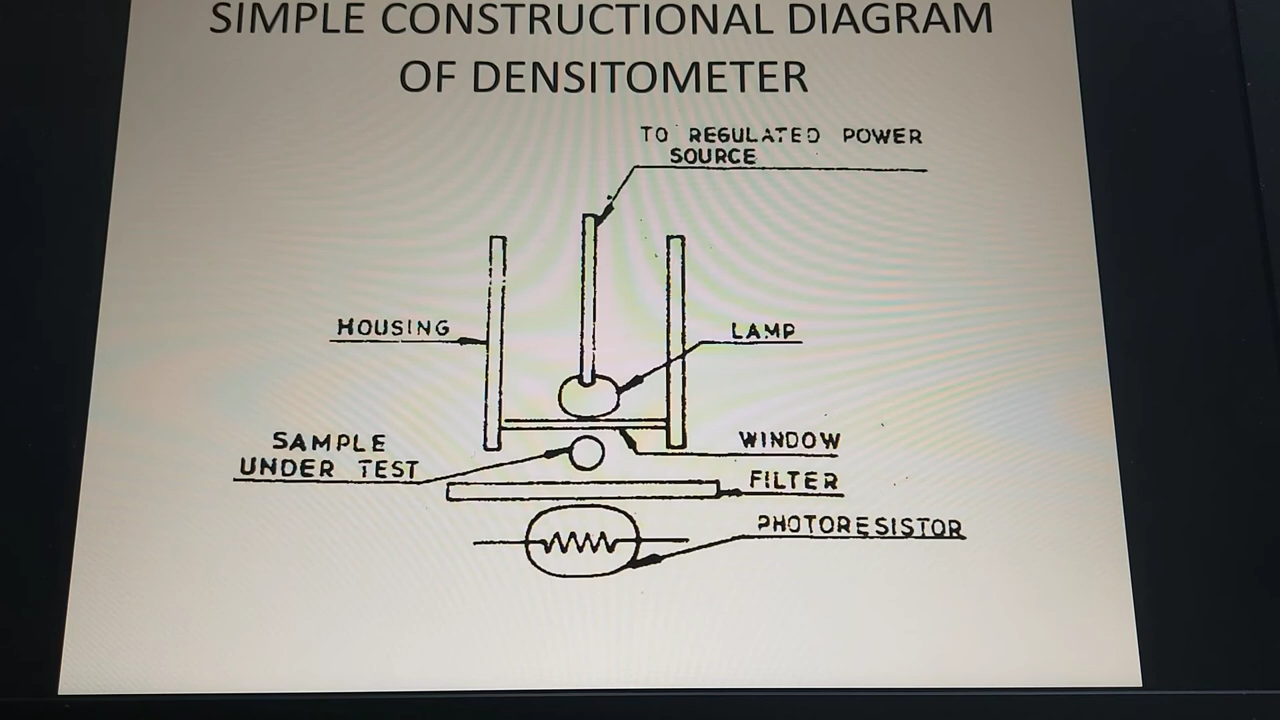 SIMPLE CONSTRUCTIONAL DIAGRAM
OF DENSITOMETER
TO REGULATED POWER
SOURCE
HOUSING
LAMP
SAMPLE
UNDER TEST
WINDOW
FILTER
PHOTORESISTOR